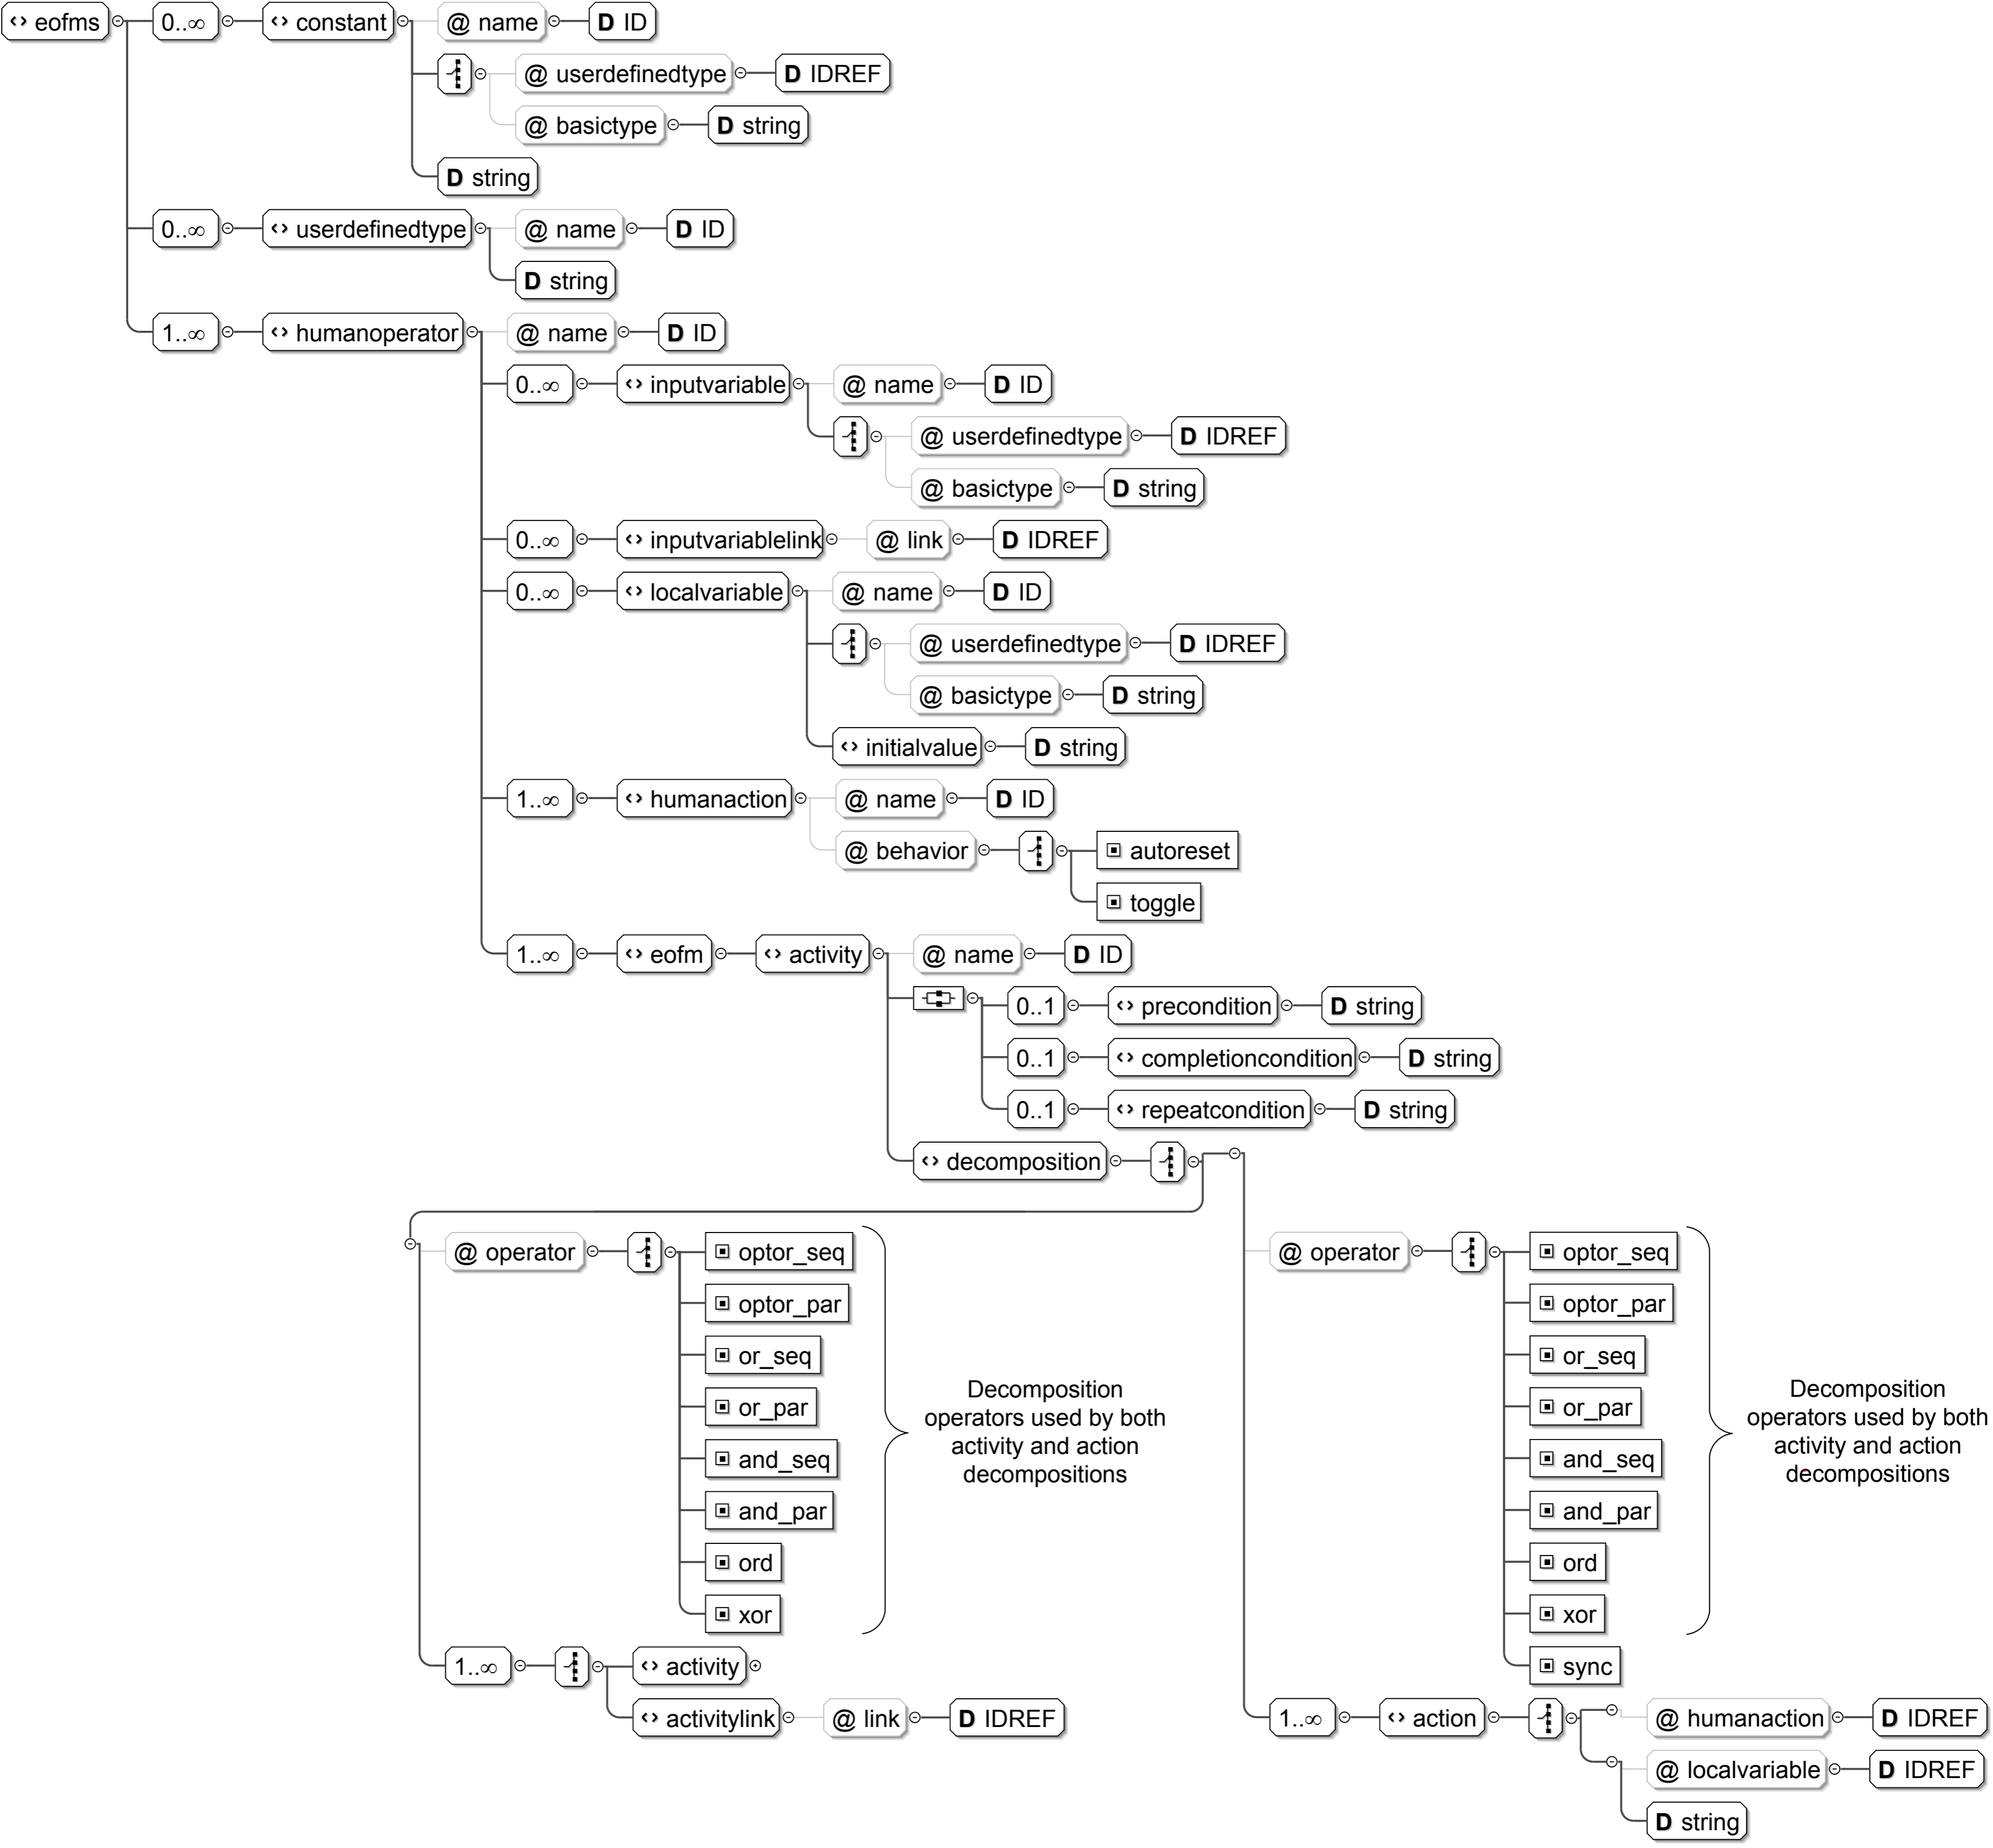 <> eofms 0..∞ <> constant @ name D ID
@ userdefinedtype D IDREF
@ basictype D string
D string
0..∞ <> userdefinedtype @ name D ID
D string
1..∞ <> humanoperator @ name D ID
0..∞ <> inputvariable @ name D ID
@ userdefinedtype D IDREF
@ basictype D string
0..∞ <> inputvariablelink @ link D IDREF
0..∞ <> localvariable @ name D ID
@ userdefinedtype D IDREF
@ basictype D string
<> initialvalue D string
1..∞ <> humanaction @ name D ID
@ behavior autoreset
toggle
1..∞ <> eofm <> activity @ name D ID
0..1 <> precondition D string
0..1 <> completioncondition D string
0..1 <> repeatcondition D string
<> decomposition
@ operator optor_seq
optor_par
or_seq
or_par
and_seq
and_par
ord
xor
Decomposition
operators used by both
activity and action
decompositions
1..∞ <> activity
<> activitylink @ link D IDREF
@ operator optor_seq
optor_par
or_seq
or_par
and_seq
and_par
ord
xor
sync
Decomposition
operators used by both
activity and action
decompositions
1..∞ <> action @ humanaction D IDREF
@ localvariable D IDREF
D string